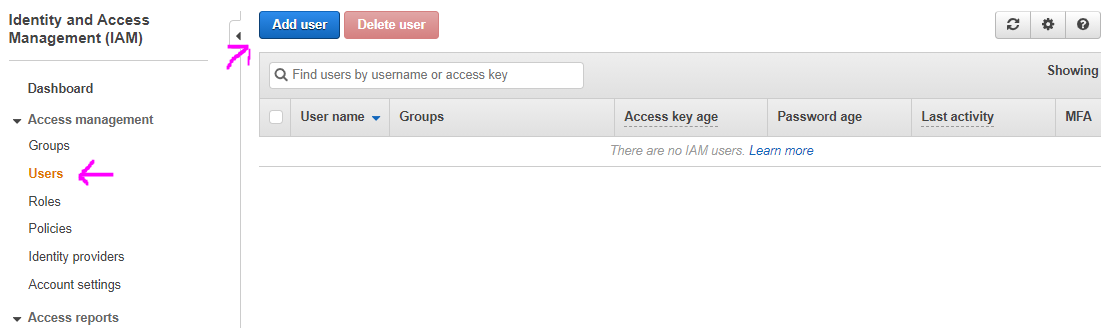 Identity and Access
Management (IAM)
Dashboard
Access management
Groups
Users
Roles
Policies
Identity providers
Account settings
Access reports
Add user
Delete user
Find users by username or access key
Showing
User name
Groups
Access key age
Password age
Last activity
MFA
There are no IAM users. Learn more